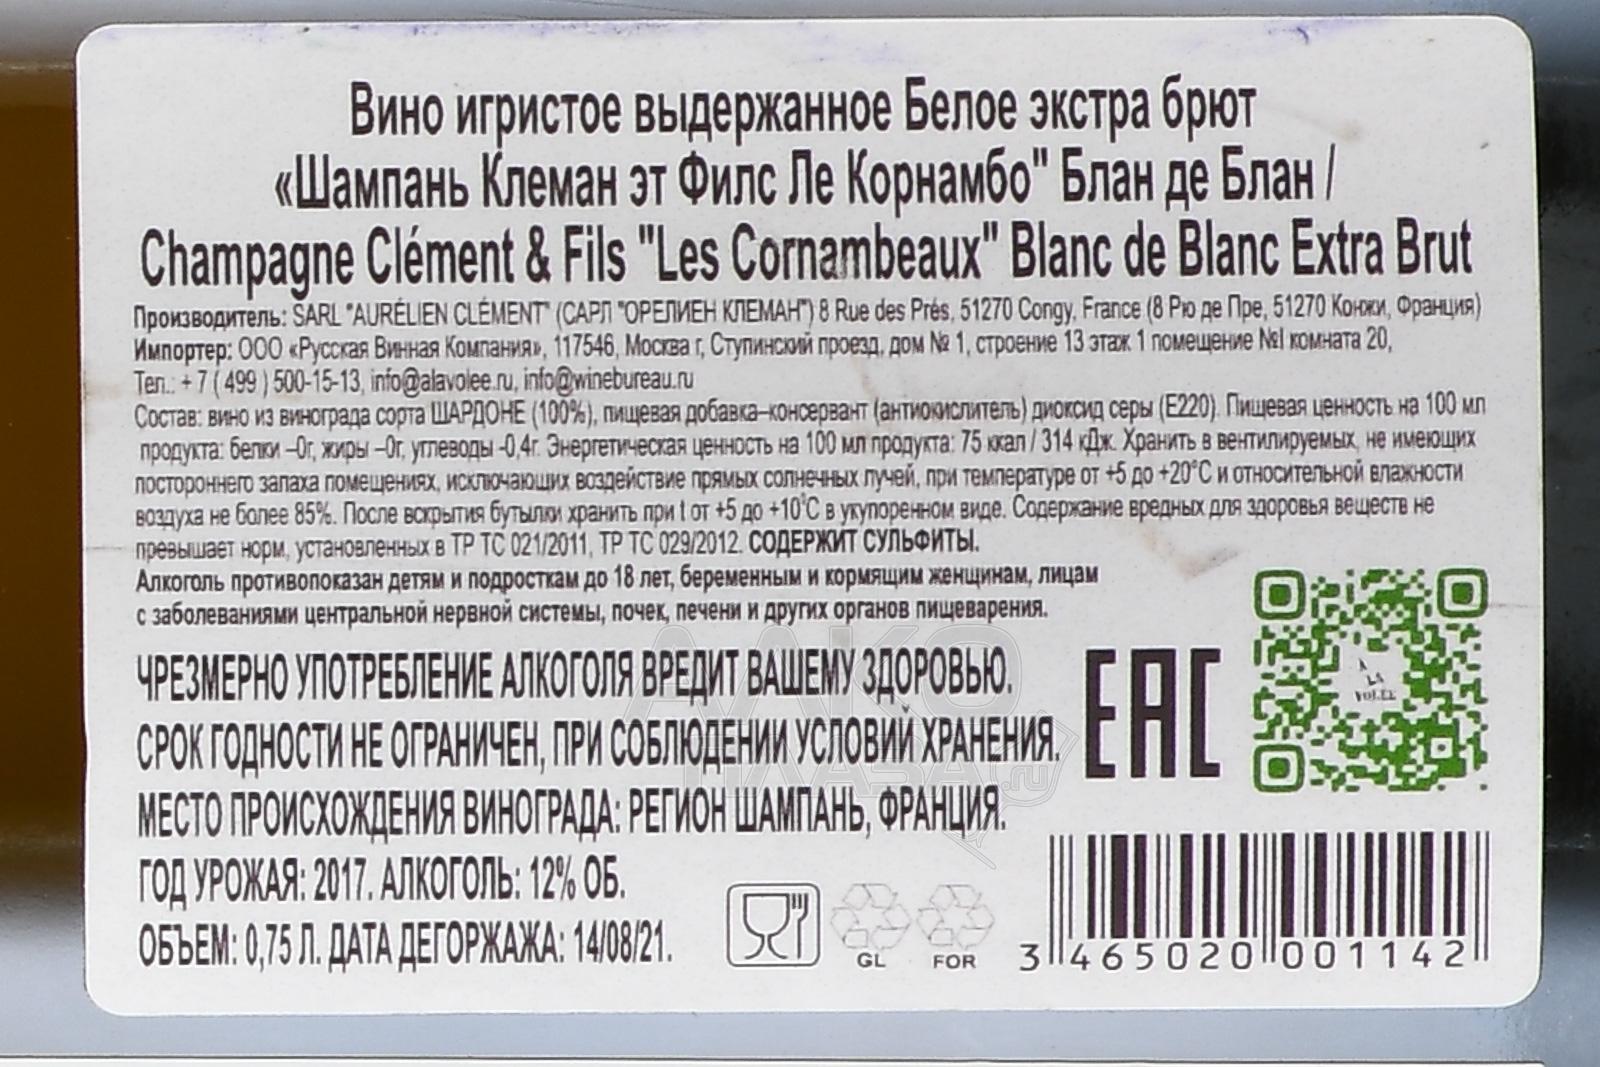 Вино игристое выдержанное Белое экстра брют
«Шампань Клеман эт Филс Ле Корнамбо" Блан де Блан /
Champagne Clément & Fils "Les Cornambeaux" Blanc de Blanc Extra Brut
Производитель: SARL "AURÉLIEN CLÉMENT" (САРЛ "ОРЕЛИЕН КЛЕМАН") 8 Rue des Prés, 51270 Congy, France (8 Рю де Пре, 51270 Конжи, Франция)
Импортер: ООО «Русская Винная Компания», 117546, Москва г, Ступинский проезд, дом № 1, строение 13 этаж 1 помещение №I комната 20,
Тел.: + 7 ( 499 ) 500-15-13, info@alavolee.ru, info@winebureau.ru
Состав: вино из винограда сорта ШАРДОНЕ (100%), пищевая добавка–консервант (антиокислитель) диоксид серы (Е220). Пищевая ценность на 100 мл
продукта: белки –0г, жиры –0г, углеводы -0,4г. Энергетическая ценность на 100 мл продукта: 75 ккал / 314 кДж. Хранить в вентилируемых, не имеющих
постороннего запаха помещениях, исключающих воздействие прямых солнечных лучей, при температуре от +5 до +20°С и относительной влажности
воздуха не более 85%. После вскрытия бутылки хранить при t от +5 до +10°С в укупоренном виде. Содержание вредных для здоровья веществ не
превышает норм, установленных в ТР ТС 021/2011, ТР ТС 029/2012. СОДЕРЖИТ СУЛЬФИТЫ.
Алкоголь противопоказан детям и подросткам до 18 лет, беременным и кормящим женщинам, лицам
с заболеваниями центральной нервной системы, почек, печени и других органов пищеварения.
ЧРЕЗМЕРНО УПОТРЕБЛЕНИЕ АЛКОГОЛЯ ВРЕДИТ ВАШЕМУ ЗДОРОВЬЮ.
СРОК ГОДНОСТИ НЕ ОГРАНИЧЕН, ПРИ СОБЛЮДЕНИИ УСЛОВИЙ ХРАНЕНИЯ.
МЕСТО ПРОИСХОЖДЕНИЯ ВИНОГРАДА: РЕГИОН ШАМПАНЬ, ФРАНЦИЯ.
ГОД УРОЖАЯ: 2017. АЛКОГОЛЬ: 12% ОБ.
ОБЪЕМ: 0,75 Л. ДАТА ДЕГОРЖАЖА: 14/08/21.
EAC
A
LA
VOLEE
GL
FOR
3 465020 001142
АЛКО
ПЛАЗА.ru